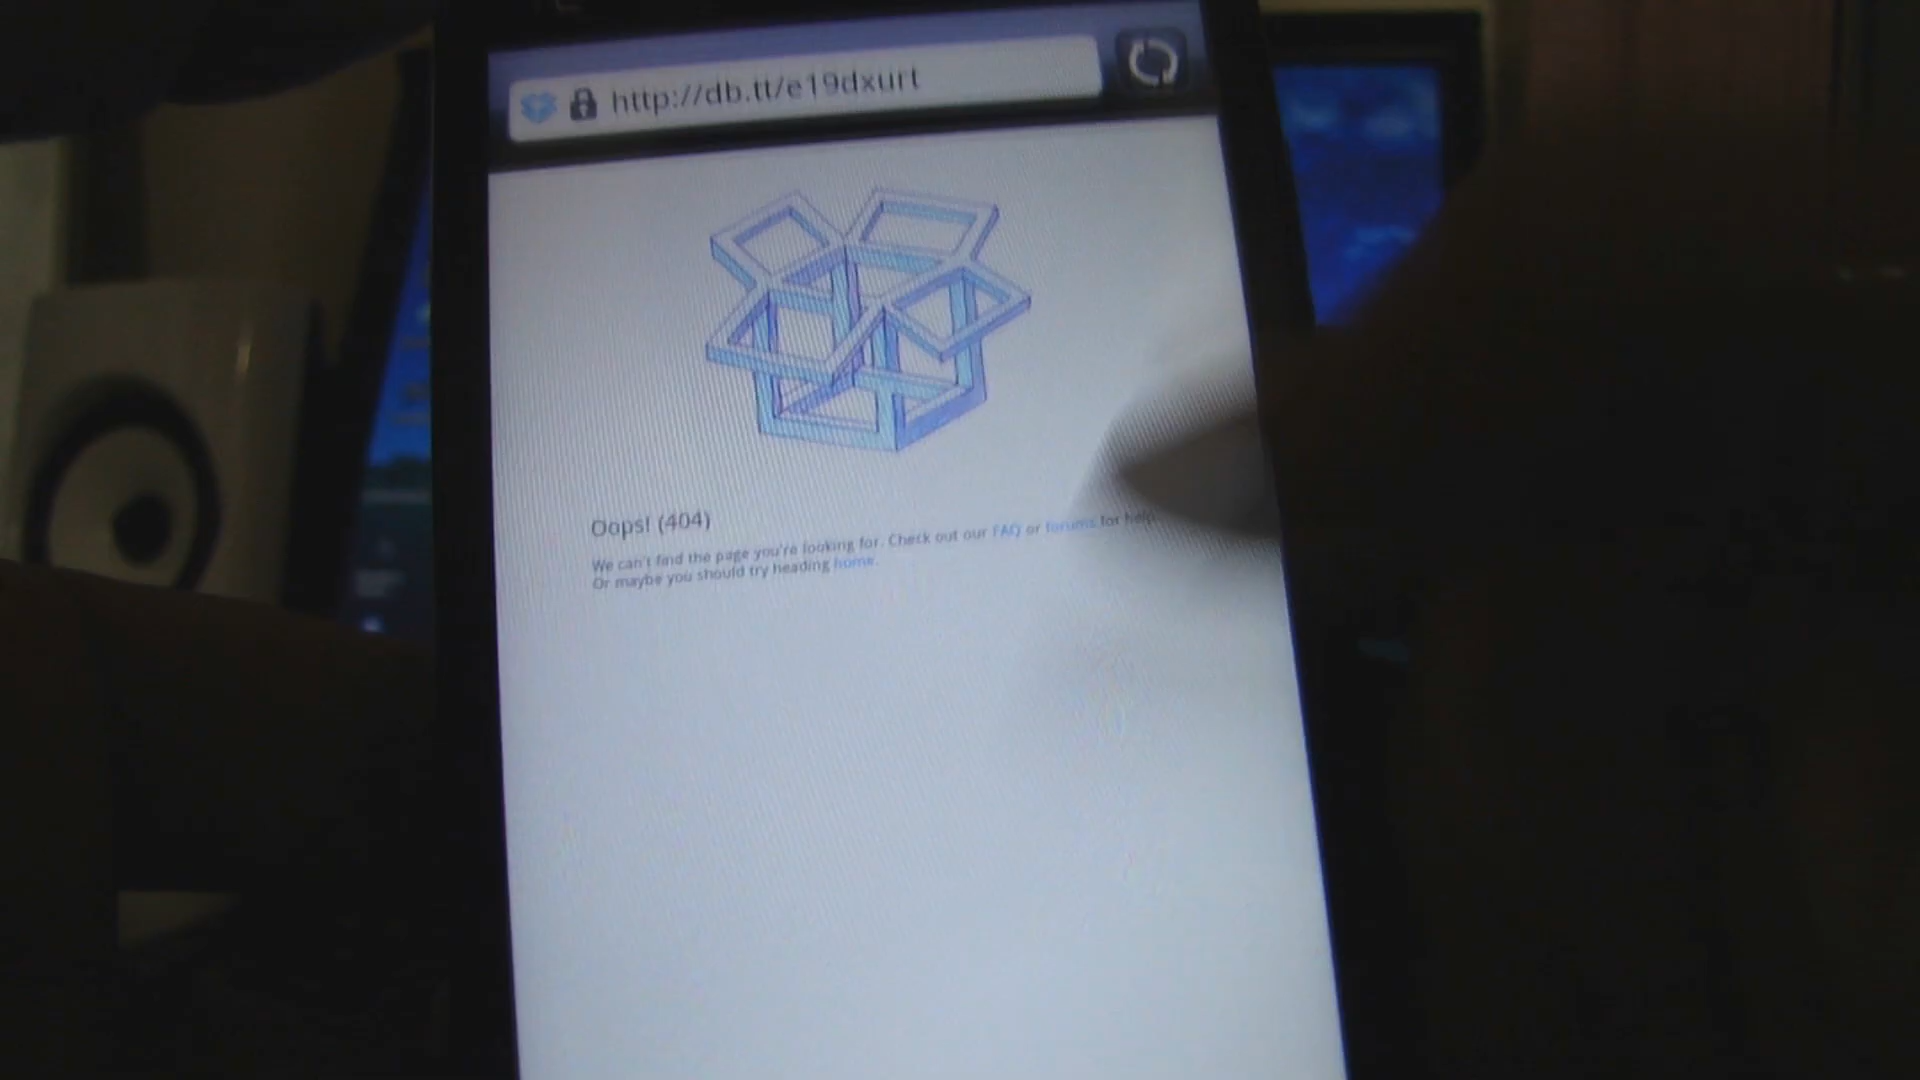 http://db.tt/e19dxurt
Oops! (404)
We can't find the page you're looking for. Check out our FAQ or forums for help.
Or maybe you should try heading home.